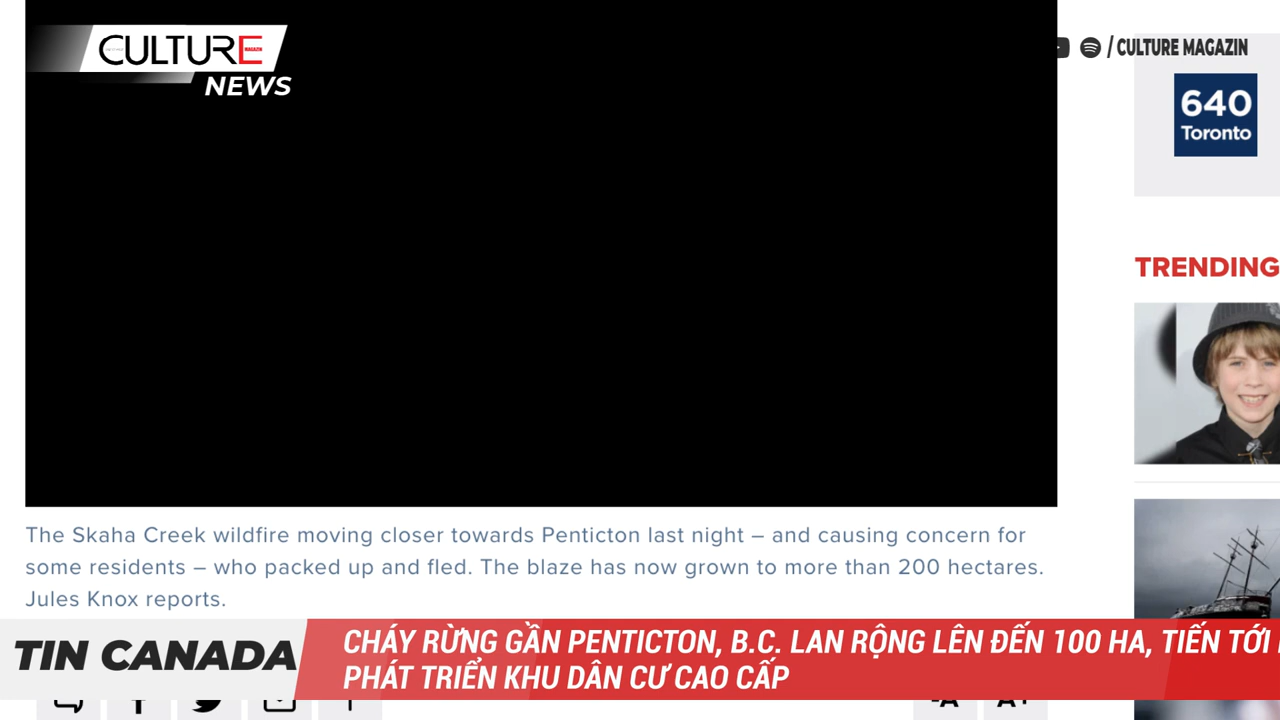 CULTURE
NEWS
/ CULTURE MAGAZIN
640
Toronto
TRENDING
The Skaha Creek wildfire moving closer towards Penticton last night – and causing concern for
some residents – who packed up and fled. The blaze has now grown to more than 200 hectares.
Jules Knox reports.
TIN CANADA
CHÁY RỪNG GẦN PENTICTON, B.C. LAN RỘNG LÊN ĐẾN 100 HA, TIẾN TỚI
PHÁT TRIỂN KHU DÂN CƯ CAO CẤP
-A A+